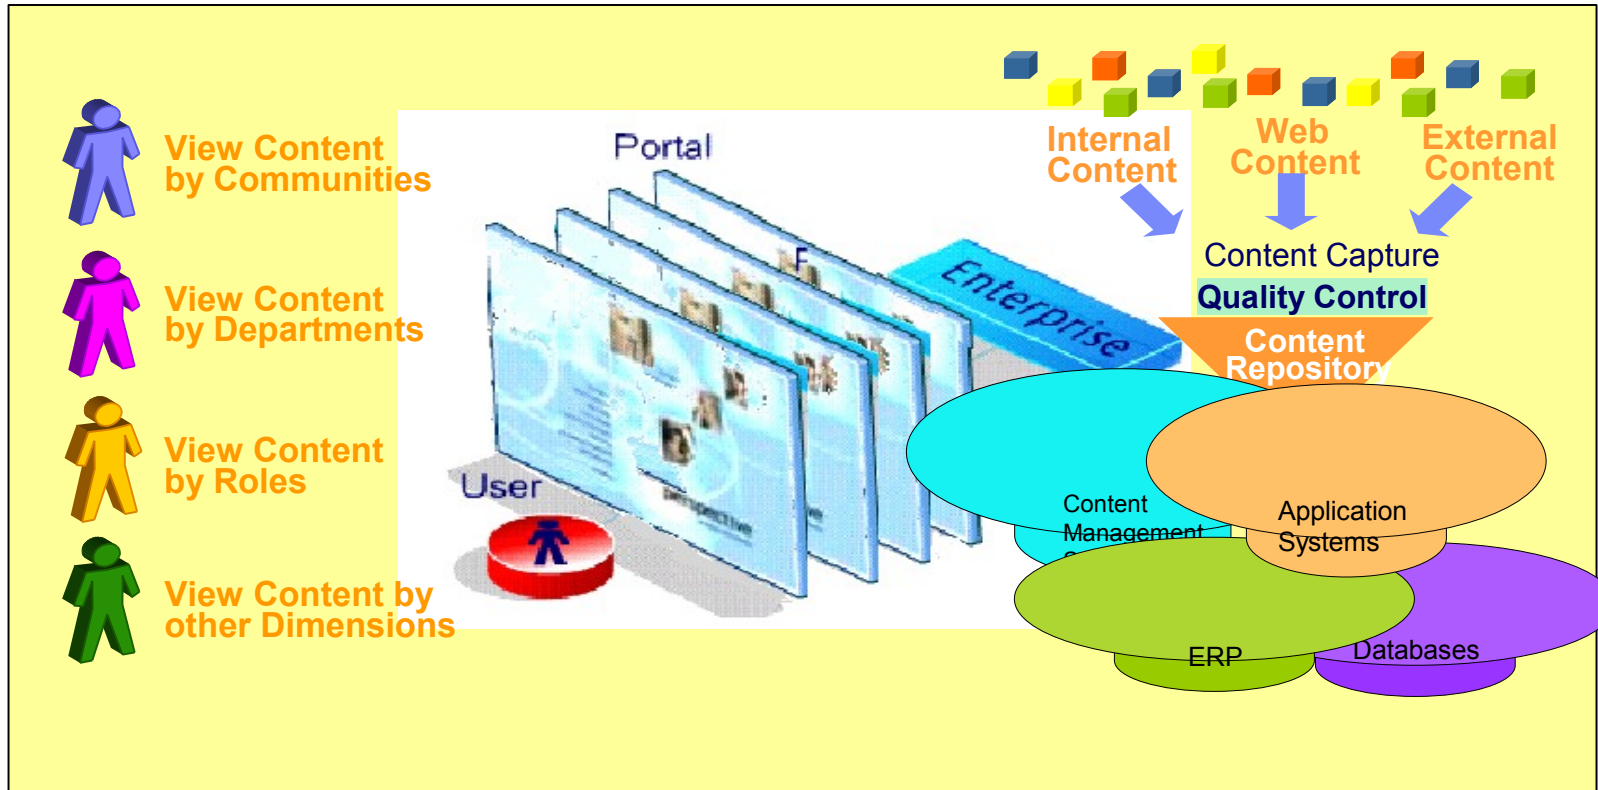 View Content
by Communities
View Content
by Departments
View Content
by Roles
View Content by
other Dimensions
Portal
User
Enterprise
perspective
Internal
Content
Web
Content
External
Content
Content Capture
Quality Control
Content
Repository
Content
Management
Application
Systems
ERP
Databases